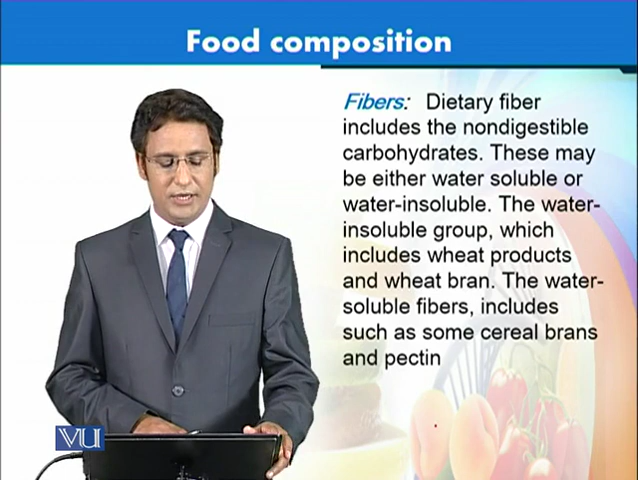 Food composition
Fibers: Dietary fiber
includes the nondigestible
carbohydrates. These may
be either water soluble or
water-insoluble. The water-
insoluble group, which
includes wheat products
and wheat bran. The water-
soluble fibers, includes
such as some cereal brans
and pectin
VU